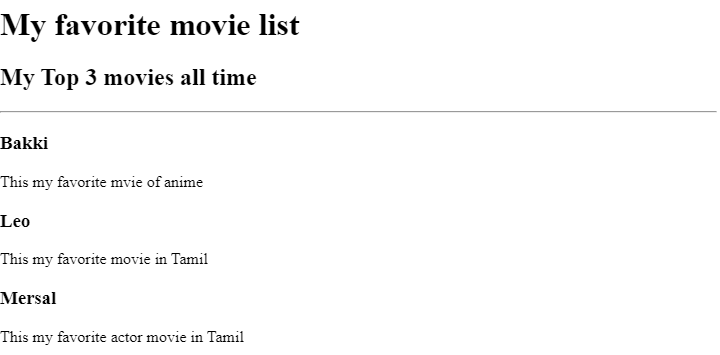 My favorite movie list
My Top 3 movies all time
Bakki
This my favorite mvie of anime
Leo
This my favorite movie in Tamil
Mersal
This my favorite actor movie in Tamil